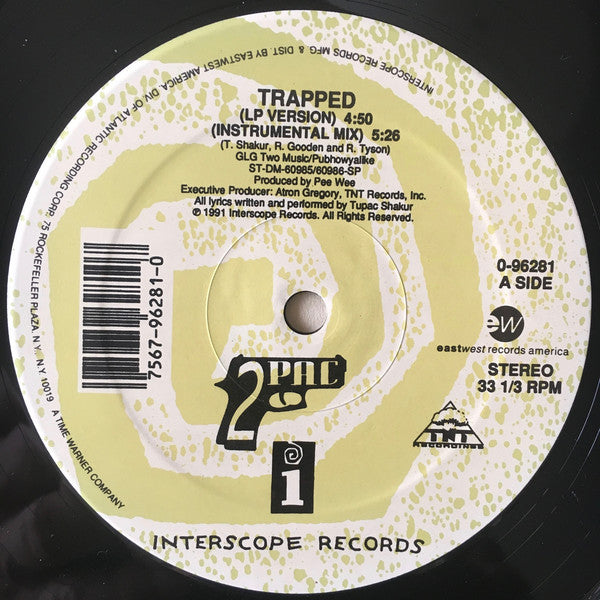 INTERSCOPE RECORDS MFG & DIST. BY EASTWEST AMERICA, DIV. OF ATLANTIC RECORDING CORP. 75 ROCKEFELLER PLAZA, N.Y. N.Y. 10019 A TIME WARNER COMPANY
TRAPPED
(LP VERSION) 4:50
(INSTRUMENTAL MIX) 5:26
(T. Shakur, R. Gooden and R. Tyson)
GLG Two Music/Pubhowyalike
ST-DM-60985/60986-SP
Produced by Pee Wee
Executive Producer: Atron Gregory, TNT Records, Inc.
All lyrics written and performed by Tupac Shakur
℗ 1991 Interscope Records. All Rights Reserved.
7567-96281-0
0-96281
A SIDE
ew
eastwest records america
STEREO
33 1/3 RPM
2PAC
TNT
RECORDINGS
i
INTERSCOPE RECORDS